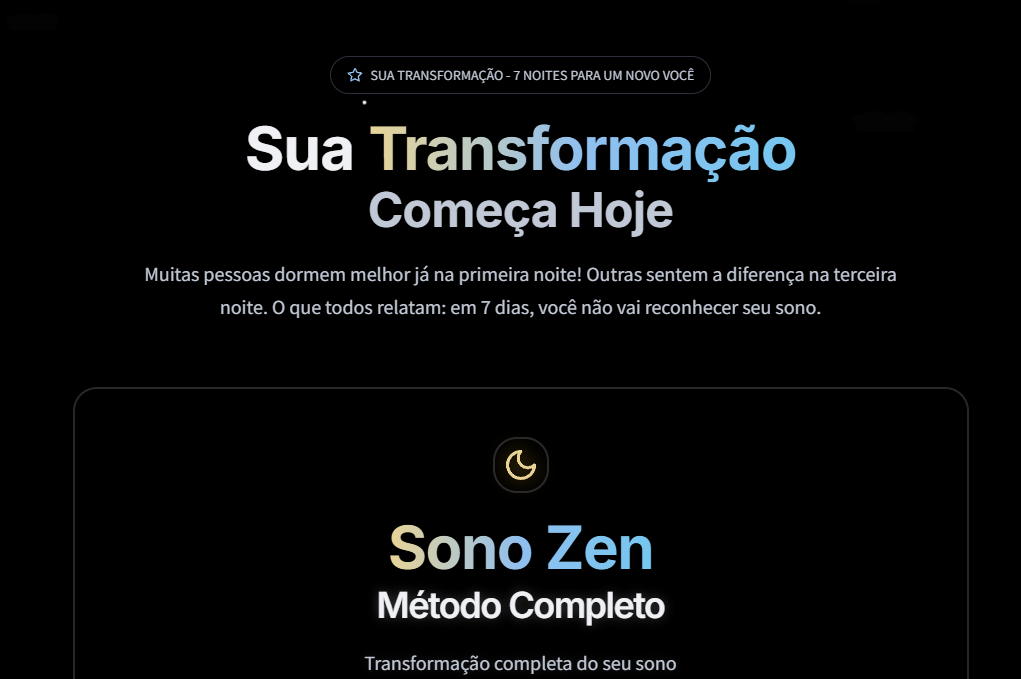 SUA TRANSFORMAÇÃO - 7 NOITES PARA UM NOVO VOCÊ
Sua Transformação
Começa Hoje
Muitas pessoas dormem melhor já na primeira noite! Outras sentem a diferença na terceira
noite. O que todos relatam: em 7 dias, você não vai reconhecer seu sono.
Sono Zen
Método Completo
Transformação completa do seu sono